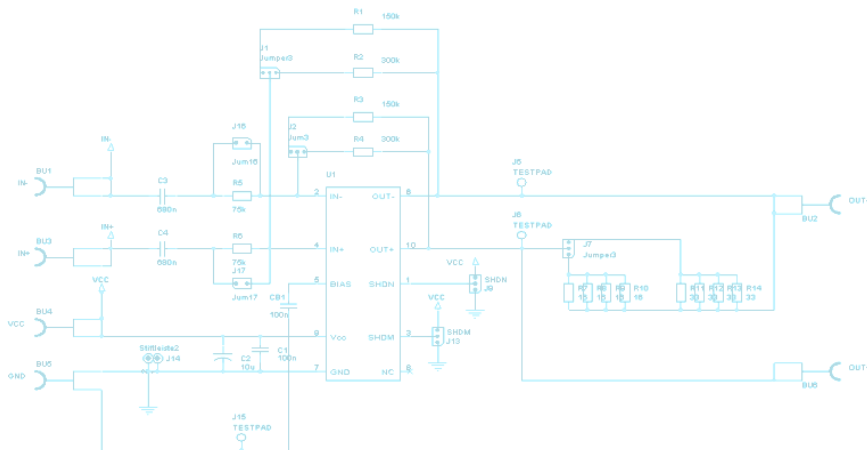 R1 150k
J1
Jumper3
R2 300k
R3 150k
J2
Jum3
R4 300k
J16
Jum16
IN-
BU1
IN-
C3
680n
R5
75k
U1
2 IN- OUT- 8
J5
TESTPAD
BU2
OUT-
IN+
BU3
IN+
C4
680n
R6
75k
J17
Jum17
4 IN+ OUT+ 10
J6
TESTPAD
J7
Jumper3
VCC
5 BIAS SHDN 1
SHDN
J9
CB1
100n
R7 R8 R9 R10
15 15 15 15
R11 R12 R13 R14
33 33 33 33
VCC
BU4
VCC
VCC
9 Vcc SHDM 3
SHDM
J13
Stiftleiste2
J14
C2
10u
C1
100n
BU5
GND
7 GND NC 6
BU6
J15
TESTPAD